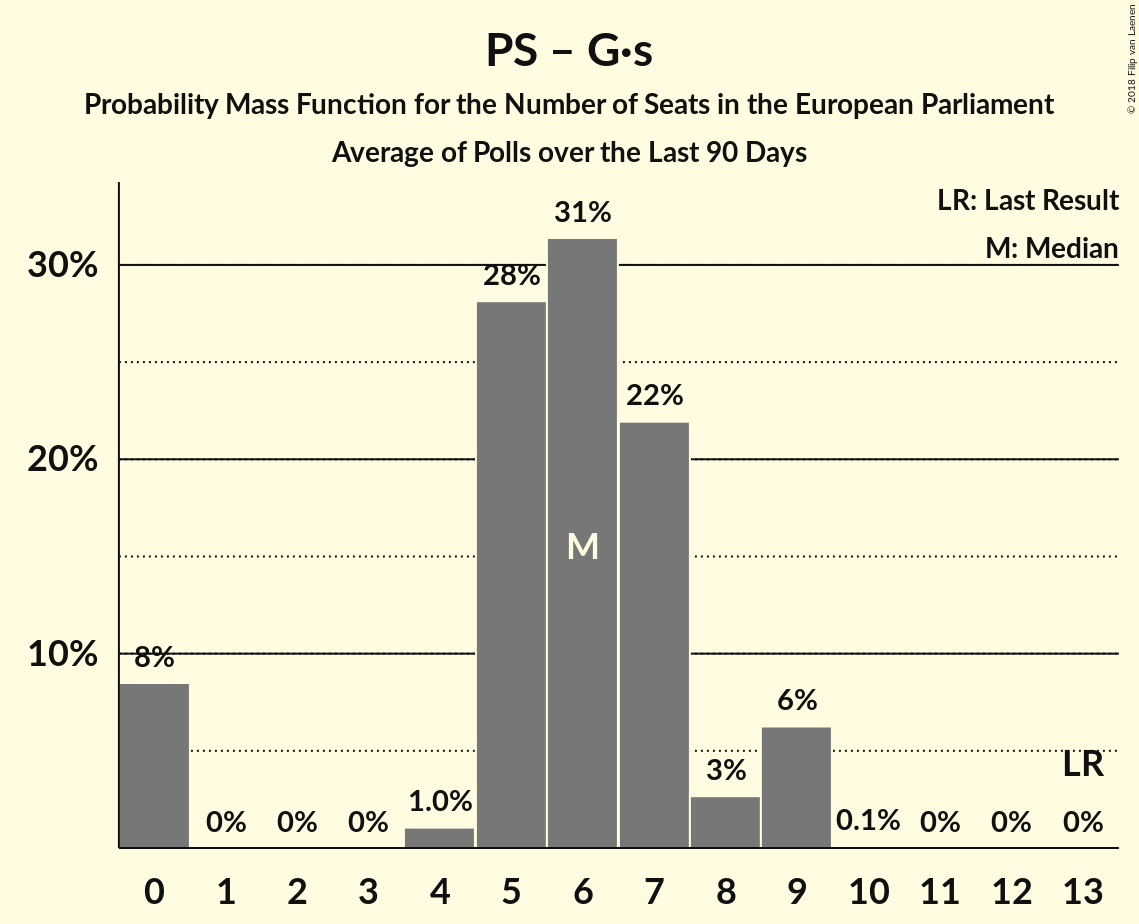 PS – G·s
Probability Mass Function for the Number of Seats in the European Parliament
Average of Polls over the Last 90 Days
© 2018 Filip van Laenen
LR: Last Result
M: Median
30%
20%
10%
8%
0%
0%
0%
1.0%
28%
31%
22%
3%
6%
0.1%
0%
0%
0%
M
LR
0 1 2 3 4 5 6 7 8 9 10 11 12 13